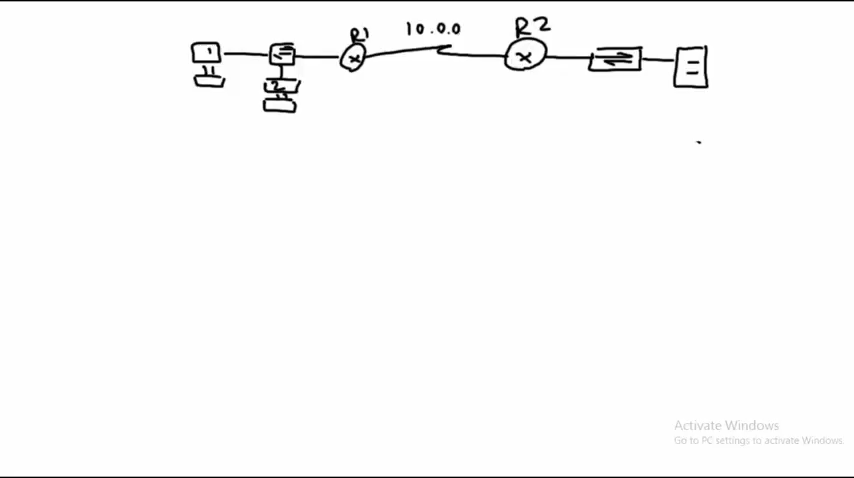 R1
10.0.0
R2
1
2
Activate Windows
Go to PC settings to activate Windows.